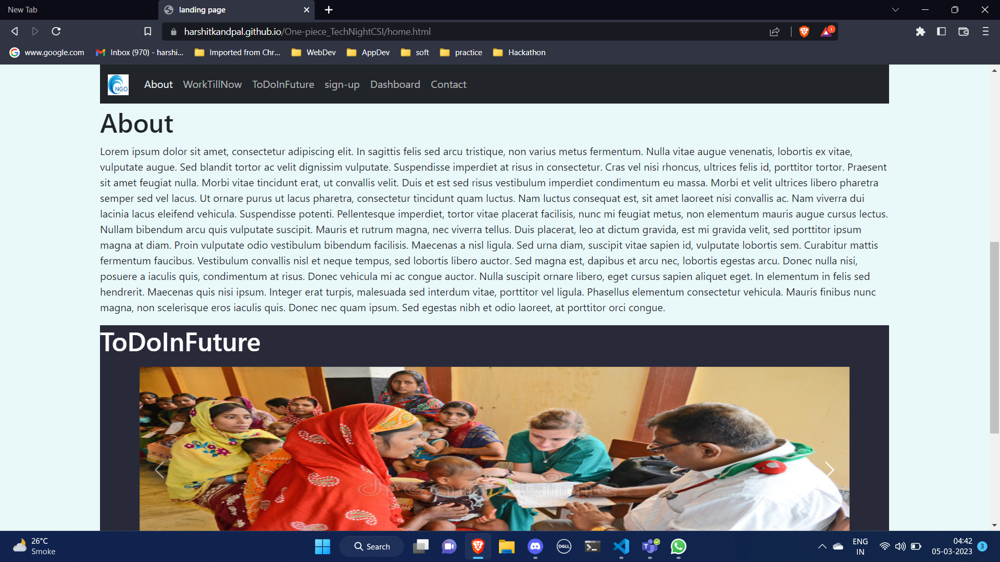 New Tab
landing page
harshitkandpal.github.io/One-piece_TechNightCSI/home.html
1
www.google.com
Inbox (970) - harshi...
Imported from Chr...
WebDev
AppDev
soft
practice
Hackathon
NGO
About
WorkTillNow
ToDoInFuture
sign-up
Dashboard
Contact
About
Lorem ipsum dolor sit amet, consectetur adipiscing elit. In sagittis felis sed arcu tristique, non varius metus fermentum. Nulla vitae augue venenatis, lobortis ex vitae,
vulputate augue. Sed blandit tortor ac velit dignissim vulputate. Suspendisse imperdiet at risus in consectetur. Cras vel nisi rhoncus, ultrices felis id, porttitor tortor. Praesent
sit amet feugiat nulla. Morbi vitae tincidunt erat, ut convallis velit. Duis et est sed risus vestibulum imperdiet condimentum eu massa. Morbi et velit ultrices libero pharetra
semper sed vel lacus. Ut ornare purus ut lacus pharetra, consectetur tincidunt quam luctus. Nam luctus consequat est, sit amet laoreet nisi convallis ac. Nam viverra dui
lacinia lacus eleifend vehicula. Suspendisse potenti. Pellentesque imperdiet, tortor vitae placerat facilisis, nunc mi feugiat metus, non elementum mauris augue cursus lectus.
Nullam bibendum arcu quis vulputate suscipit. Mauris et rutrum magna, nec viverra tellus. Duis placerat, leo at dictum gravida, est mi gravida velit, sed porttitor ipsum
magna at diam. Proin vulputate odio vestibulum bibendum facilisis. Maecenas a nisl ligula. Sed urna diam, suscipit vitae sapien id, vulputate lobortis sem. Curabitur mattis
fermentum faucibus. Vestibulum convallis nisl et neque tempus, sed lobortis libero auctor. Sed magna est, dapibus et arcu nec, lobortis egestas arcu. Donec nulla nisi,
posuere a iaculis quis, condimentum at risus. Donec vehicula mi ac congue auctor. Nulla suscipit ornare libero, eget cursus sapien aliquet eget. In elementum in felis sed
hendrerit. Maecenas quis nisi ipsum. Integer erat turpis, malesuada sed interdum vitae, porttitor vel ligula. Phasellus elementum consectetur vehicula. Mauris finibus nunc
magna, non scelerisque eros iaculis quis. Donec nec quam ipsum. Sed egestas nibh et odio laoreet, at porttitor orci congue.
ToDoInFuture
dreamstime
26°C
Smoke
Search
DELL
ENG
IN
04:42
05-03-2023
3